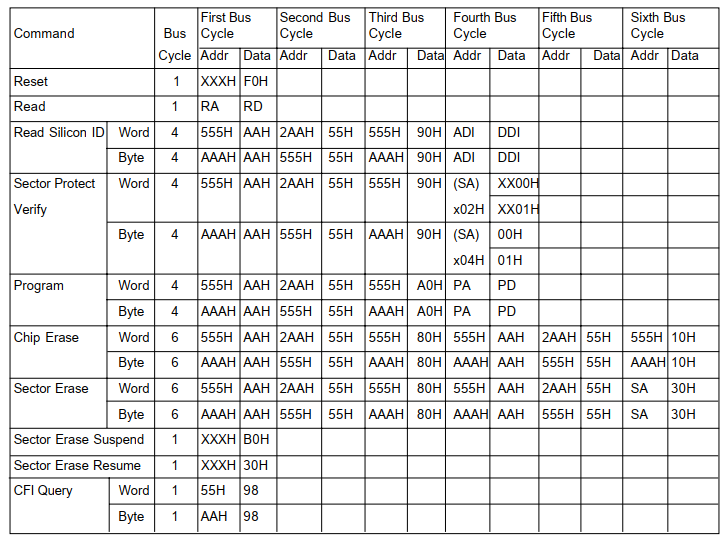 First Bus Second Bus Third Bus Fourth Bus Fifth Bus Sixth Bus
Command Bus Cycle Cycle Cycle Cycle Cycle Cycle
Cycle Addr Data Addr Data Addr Data Addr Data Addr Data Addr Data
Reset 1 XXXH F0H
Read 1 RA RD
Read Silicon ID Word 4 555H AAH 2AAH 55H 555H 90H ADI DDI
Byte 4 AAAH AAH 555H 55H AAAH 90H ADI DDI
Sector Protect Word 4 555H AAH 2AAH 55H 555H 90H (SA) XX00H
Verify x02H XX01H
Byte 4 AAAH AAH 555H 55H AAAH 90H (SA) 00H
x04H 01H
Program Word 4 555H AAH 2AAH 55H 555H A0H PA PD
Byte 4 AAAH AAH 555H 55H AAAH A0H PA PD
Chip Erase Word 6 555H AAH 2AAH 55H 555H 80H 555H AAH 2AAH 55H 555H 10H
Byte 6 AAAH AAH 555H 55H AAAH 80H AAAH AAH 555H 55H AAAH 10H
Sector Erase Word 6 555H AAH 2AAH 55H 555H 80H 555H AAH 2AAH 55H SA 30H
Byte 6 AAAH AAH 555H 55H AAAH 80H AAAH AAH 555H 55H SA 30H
Sector Erase Suspend 1 XXXH B0H
Sector Erase Resume 1 XXXH 30H
CFI Query Word 1 55H 98
Byte 1 AAH 98